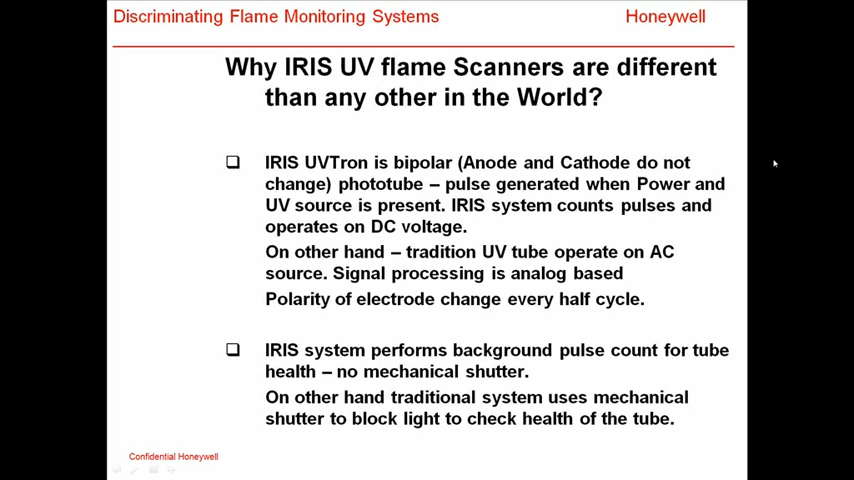 Discriminating Flame Monitoring Systems Honeywell
Why IRIS UV flame Scanners are different
than any other in the World?
IRIS UVTron is bipolar (Anode and Cathode do not
change) phototube – pulse generated when Power and
UV source is present. IRIS system counts pulses and
operates on DC voltage.
On other hand – tradition UV tube operate on AC
source. Signal processing is analog based
Polarity of electrode change every half cycle.
IRIS system performs background pulse count for tube
health – no mechanical shutter.
On other hand traditional system uses mechanical
shutter to block light to check health of the tube.
Confidential Honeywell